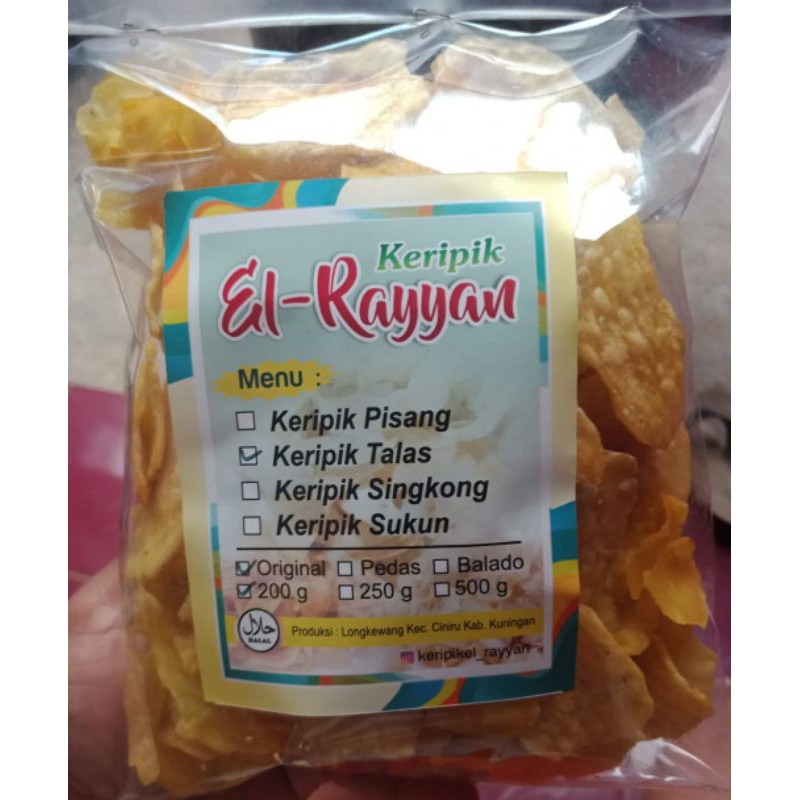 Keripik
El-Rayyan
Menu :
Keripik Pisang
Keripik Talas
Keripik Singkong
Keripik Sukun
Original Pedas Balado
200 g 250 g 500 g
حلال
HALAL
Produksi : Longkewang Kec. Ciniru Kab. Kuningan
keripikel_rayyan